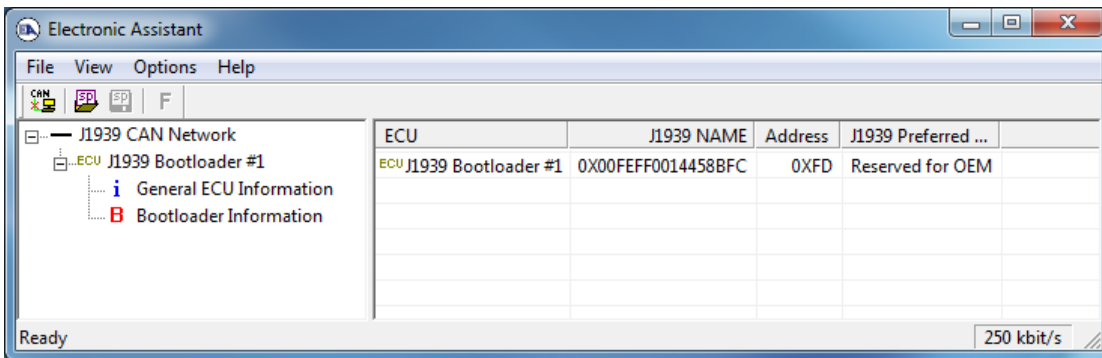 Electronic Assistant
File View Options Help
CAN SP SP F
J1939 CAN Network
ECU J1939 Bootloader #1
i General ECU Information
B Bootloader Information
ECU J1939 NAME Address J1939 Preferred ...
ECU J1939 Bootloader #1 0X00FEFF0014458BFC 0XFD Reserved for OEM
Ready 250 kbit/s